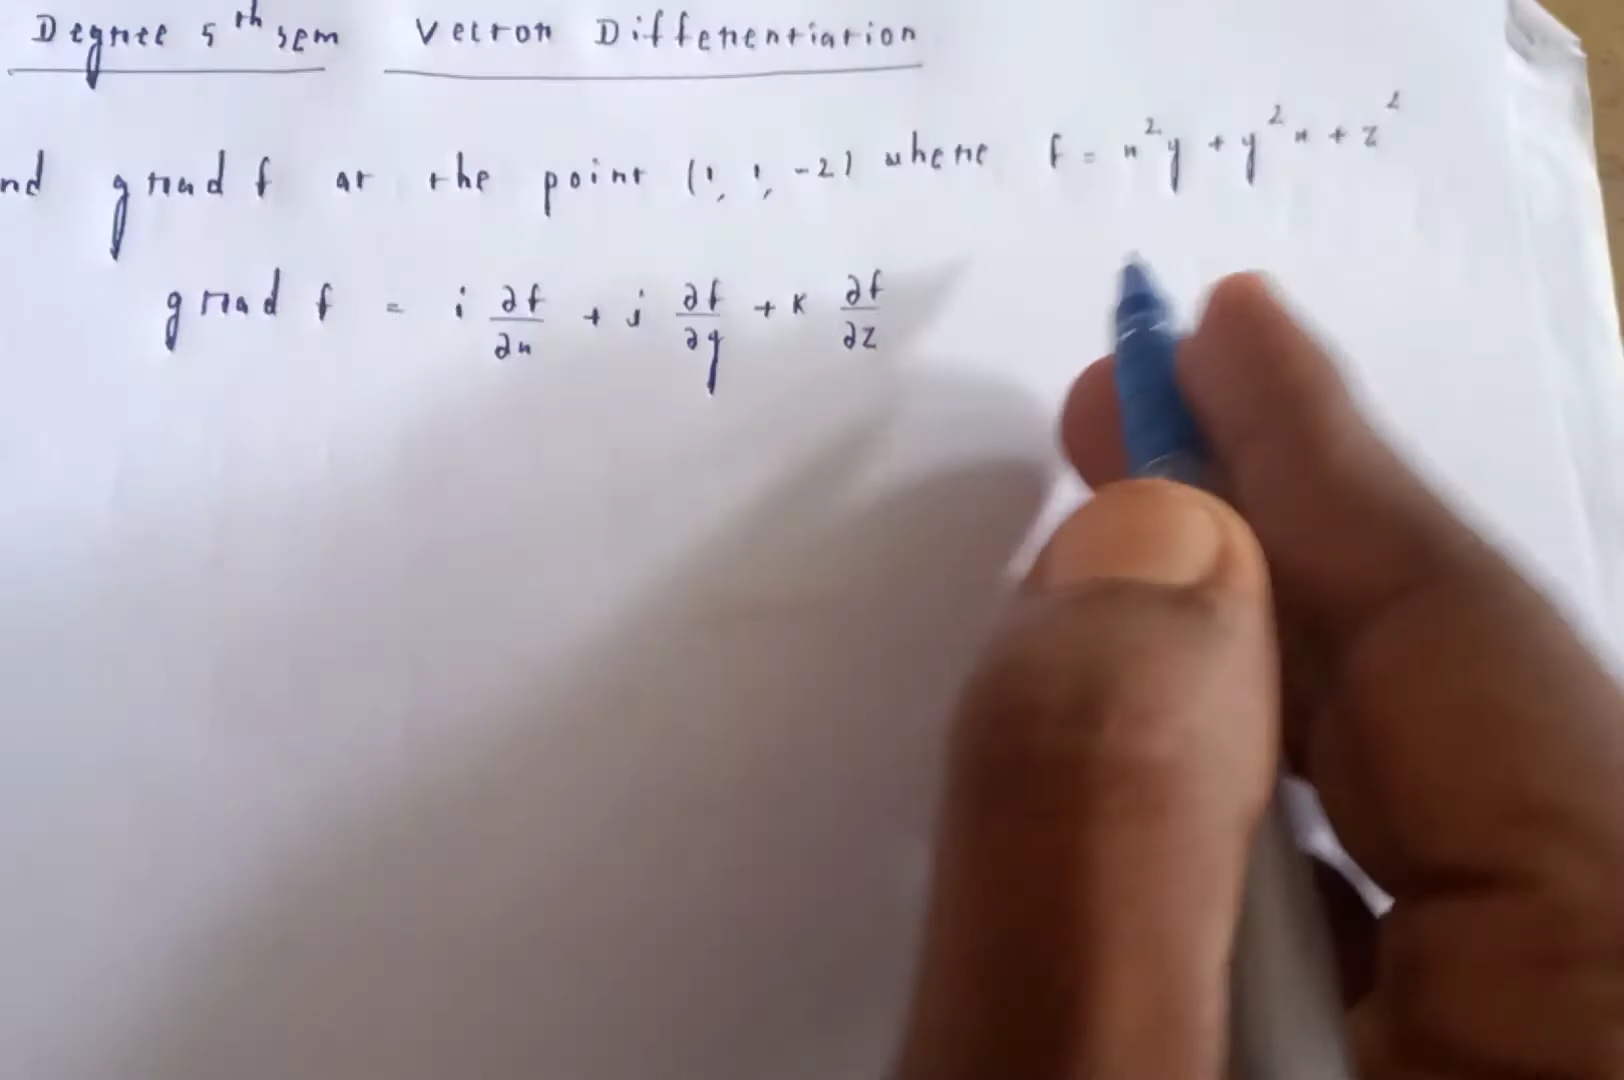 Degree 5th sem Vector Differentiation
nd grad f at the point (1, 1, -2) where f = x²y + y²x + z²
grad f = i ∂f/∂x + j ∂f/∂y + k ∂f/∂z